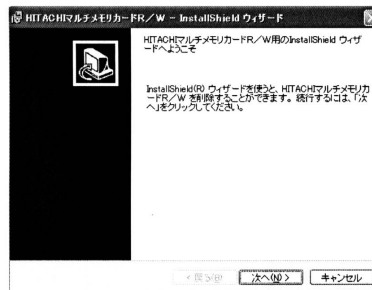 HITACHIマルチメモリカードR／W - InstallShield ウィザード
HITACHIマルチメモリカードR／W用のInstallShield ウィザ
ードへようこそ
InstallShield(R) ウィザードを使うと、HITACHIマルチメモリカ
ードR／W を削除することができます。続行するには、「次
へ」をクリックしてください。
< 戻る(B)
次へ(N) >
キャンセル